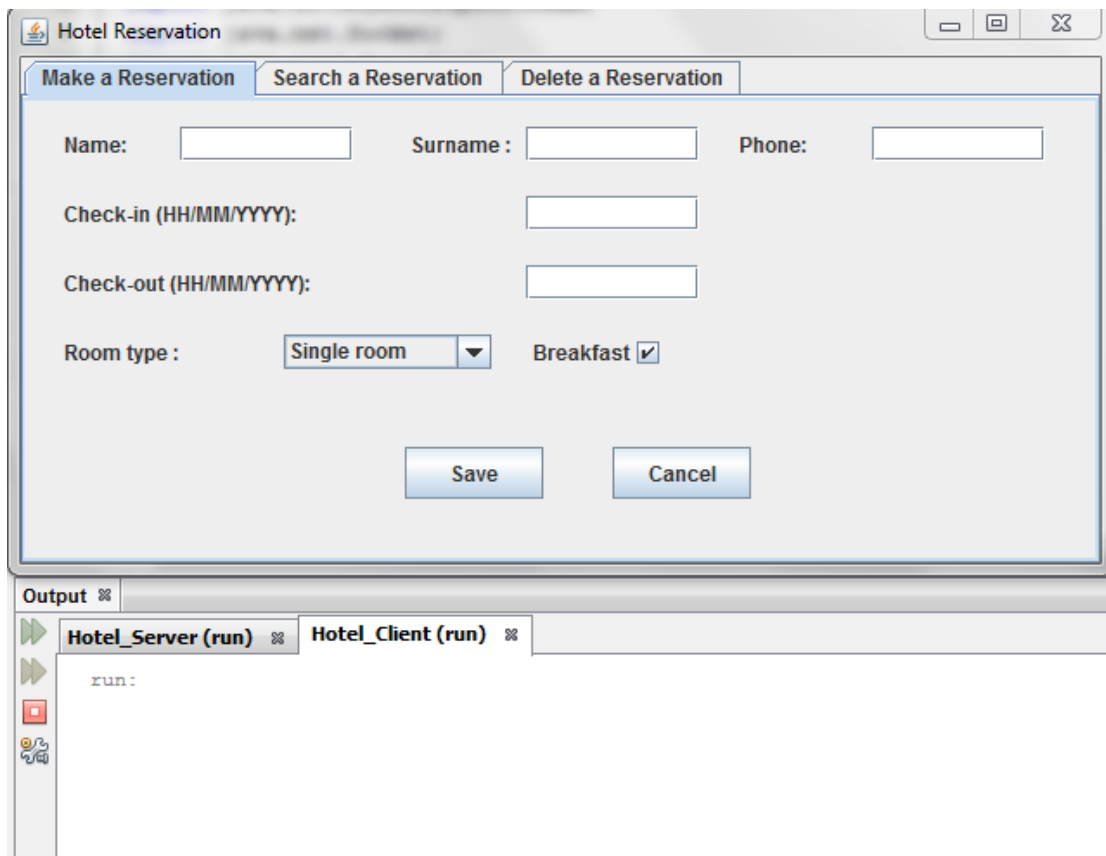 Hotel Reservation
Make a Reservation Search a Reservation Delete a Reservation
Name: Surname : Phone:
Check-in (HH/MM/YYYY):
Check-out (HH/MM/YYYY):
Room type : Single room Breakfast
Save Cancel
Output
Hotel_Server (run) Hotel_Client (run)
run: